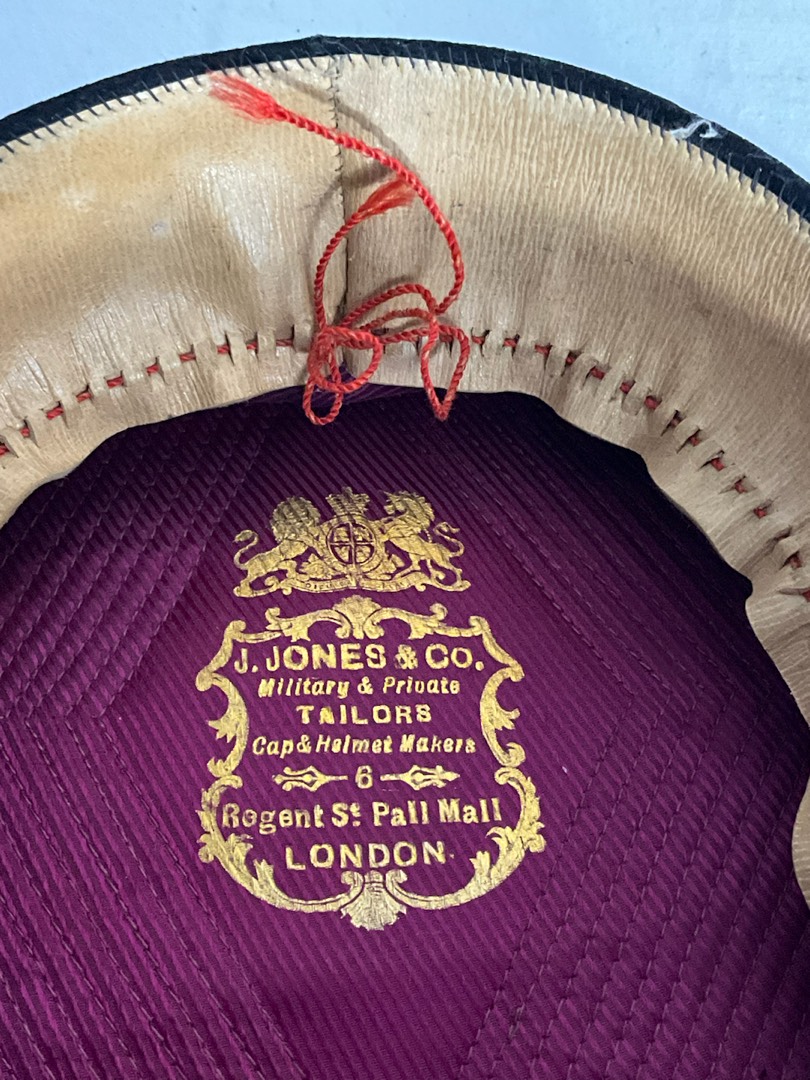 J. JONES & CO.
Military & Private
TAILORS
Cap & Helmet Makers
6
Regent St Pall Mall
LONDON.